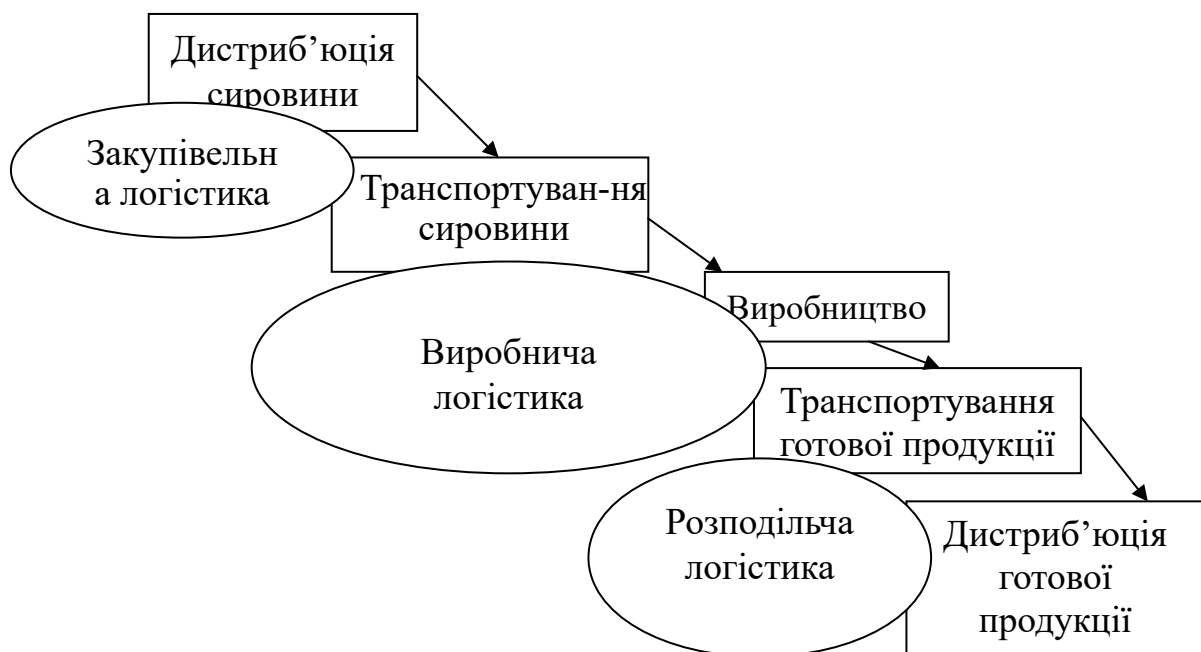 Дистриб’юція
сировини
Закупівельн
а логістика
Транспортуван-ня
сировини
Виробництво
Виробнича
логістика
Транспортування
готової продукції
Розподільча
логістика
Дистриб’юція
готової
продукції